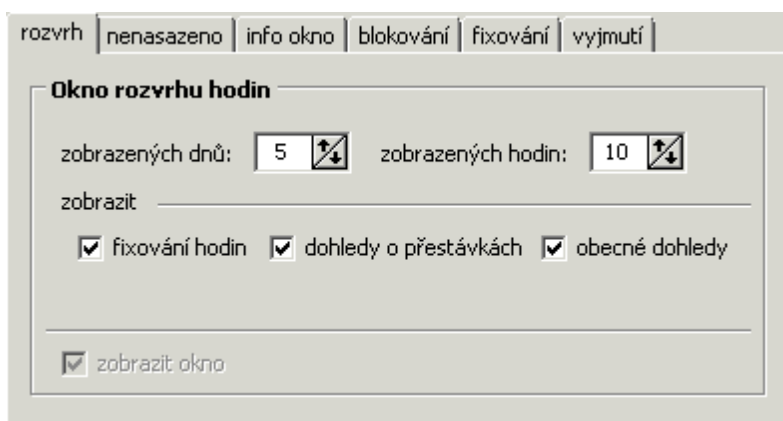 rozvrh nenasazeno info okno blokování fixování vyjmutí
Okno rozvrhu hodin
zobrazených dnů: 5 zobrazených hodin: 10
zobrazit
fixování hodin dohledy o přestávkách obecné dohledy
zobrazit okno